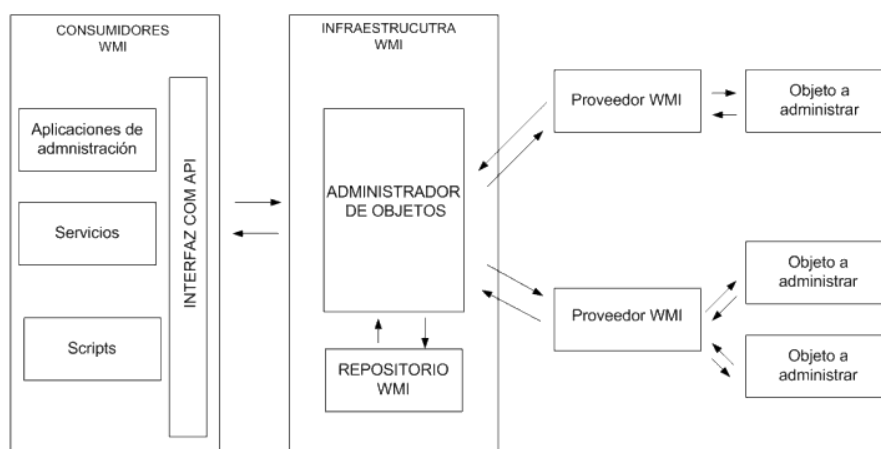 CONSUMIDORES
WMI
Aplicaciones de
admnistración
Servicios
Scripts
INTERFAZ COM API
INFRAESTRUCUTRA
WMI
ADMINISTRADOR
DE OBJETOS
REPOSITORIO
WMI
Proveedor WMI
Objeto a
administrar
Proveedor WMI
Objeto a
administrar
Objeto a
administrar